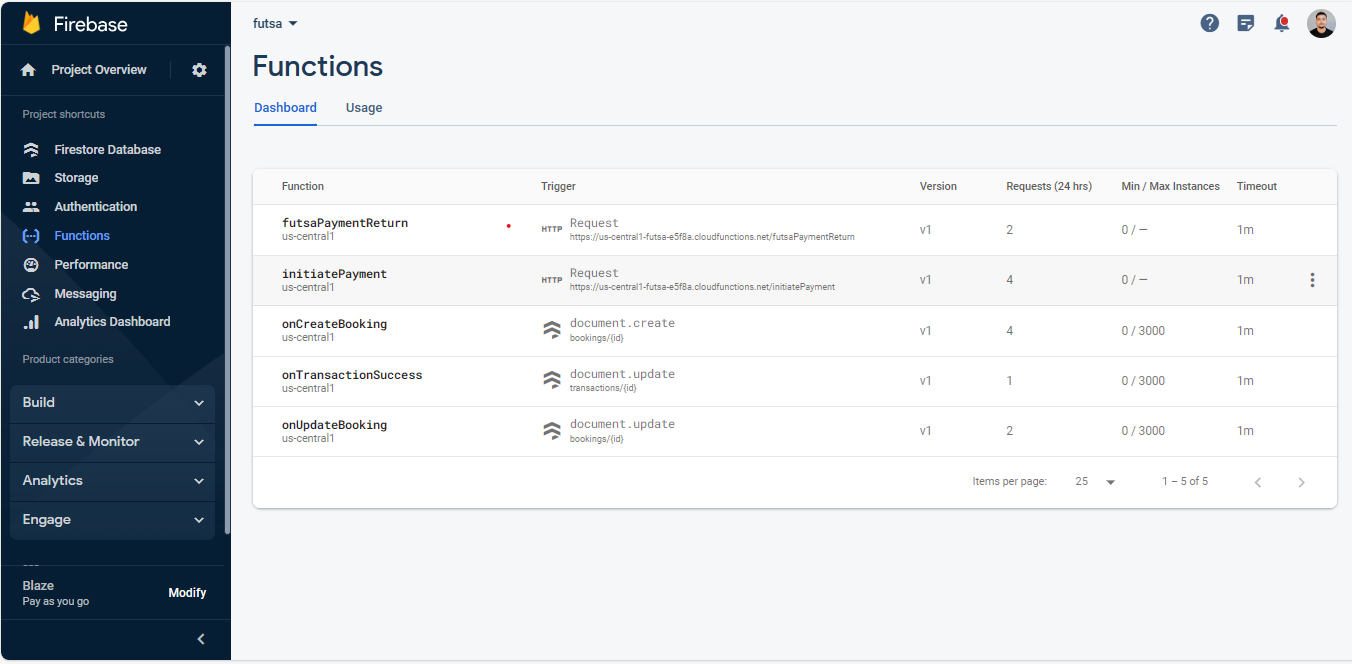 Firebase
futsa
Project Overview
Functions
Dashboard
Usage
Project shortcuts
Firestore Database
Storage
Authentication
Functions
Performance
Messaging
Analytics Dashboard
Product categories
Build
Release & Monitor
Analytics
Engage
Blaze
Pay as you go
Modify
Function Trigger Version Requests (24 hrs) Min / Max Instances Timeout
futsaPaymentReturn HTTP Request v1 2 0 / — 1m
us-central1 https://us-central1-futsa-e5f8a.cloudfunctions.net/futsaPaymentReturn
initiatePayment HTTP Request v1 4 0 / — 1m
us-central1 https://us-central1-futsa-e5f8a.cloudfunctions.net/initiatePayment
onCreateBooking document.create v1 4 0 / 3000 1m
us-central1 bookings/{id}
onTransactionSuccess document.update v1 1 0 / 3000 1m
us-central1 transactions/{id}
onUpdateBooking document.update v1 2 0 / 3000 1m
us-central1 bookings/{id}
Items per page: 25 1 – 5 of 5